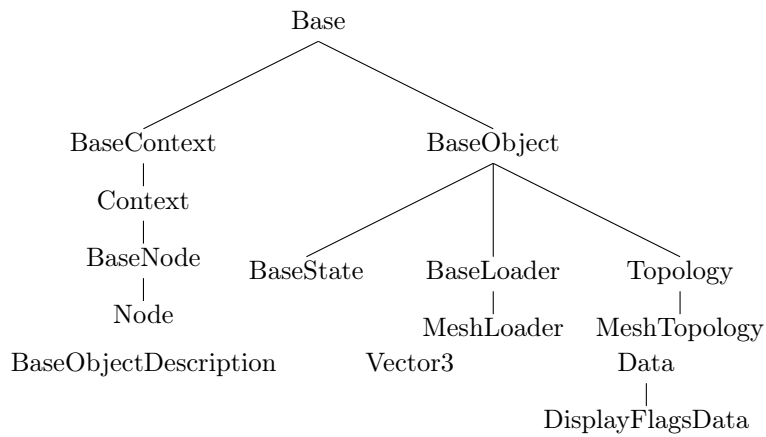 Base
BaseContext
BaseObject
Context
BaseNode
BaseState
BaseLoader
Topology
Node
MeshLoader
MeshTopology
BaseObjectDescription
Vector3
Data
DisplayFlagsData